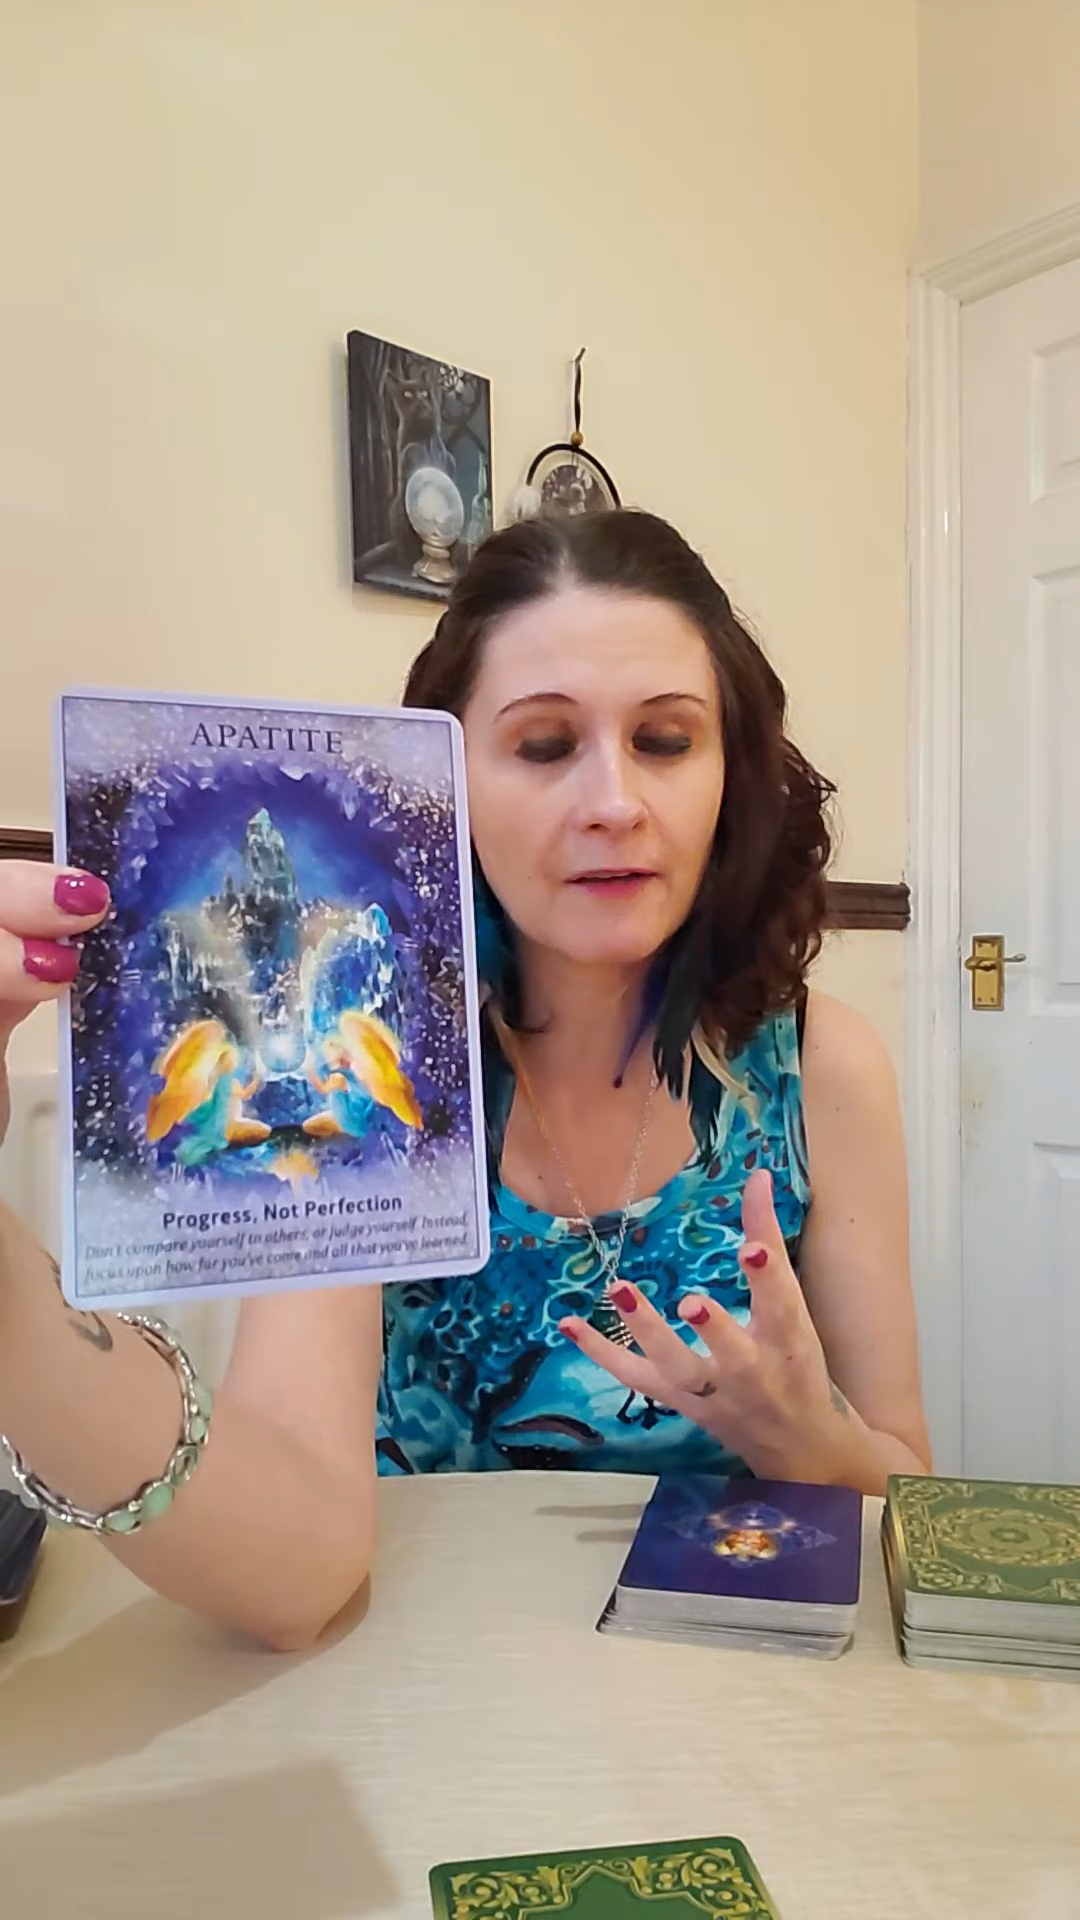 APATITE
Progress, Not Perfection
Don't compare yourself to others, or judge yourself. Instead,
focus upon how far you've come and all that you've learned.